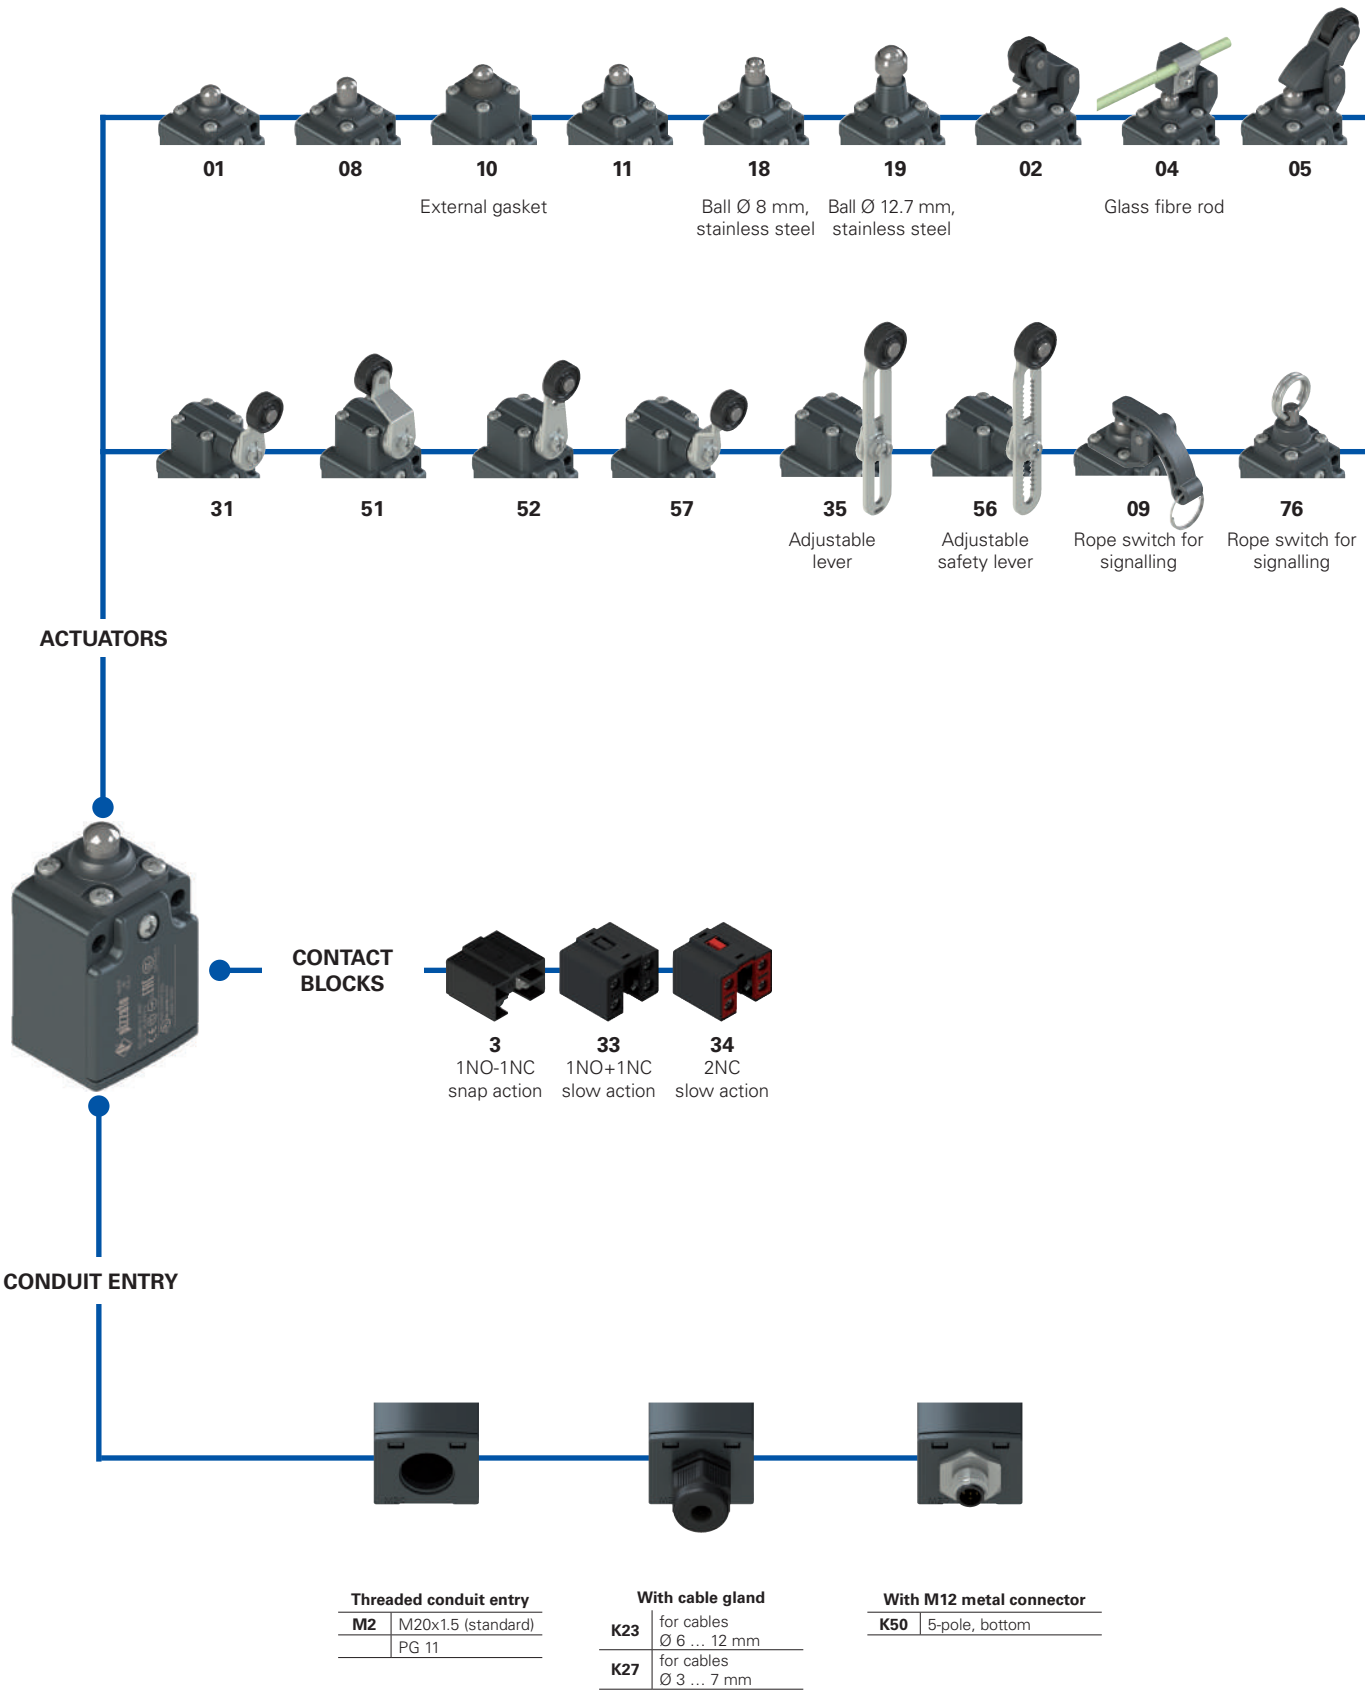 01 08 10 11 18 19 02 04 05
External gasket
Ball Ø 8 mm, stainless steel
Ball Ø 12.7 mm, stainless steel
Glass fibre rod
31 51 52 57 35 56 09 76
Adjustable lever
Adjustable safety lever
Rope switch for signalling
Rope switch for signalling
ACTUATORS
pizzato
CONTACT
BLOCKS
3
1NO-1NC
snap action
33
1NO+1NC
slow action
34
2NC
slow action
CONDUIT ENTRY
Threaded conduit entry
M2 M20x1.5 (standard)
PG 11
With cable gland
K23 for cables
Ø 6 … 12 mm
K27 for cables
Ø 3 … 7 mm
With M12 metal connector
K50 5-pole, bottom